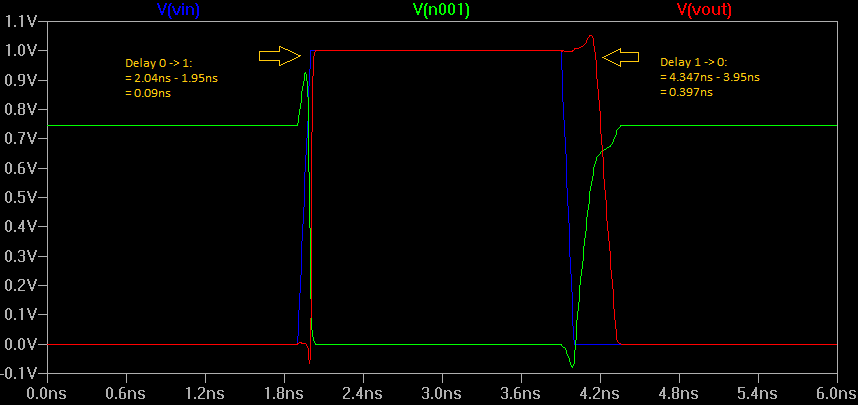 V(vin) V(n001) V(vout)
1.1V
1.0V
0.9V
0.8V
0.7V
0.6V
0.5V
0.4V
0.3V
0.2V
0.1V
0.0V
-0.1V
Delay 0 -> 1:
= 2.04ns - 1.95ns
= 0.09ns
Delay 1 -> 0:
= 4.347ns - 3.95ns
= 0.397ns
0.0ns 0.6ns 1.2ns 1.8ns 2.4ns 3.0ns 3.6ns 4.2ns 4.8ns 5.4ns 6.0ns